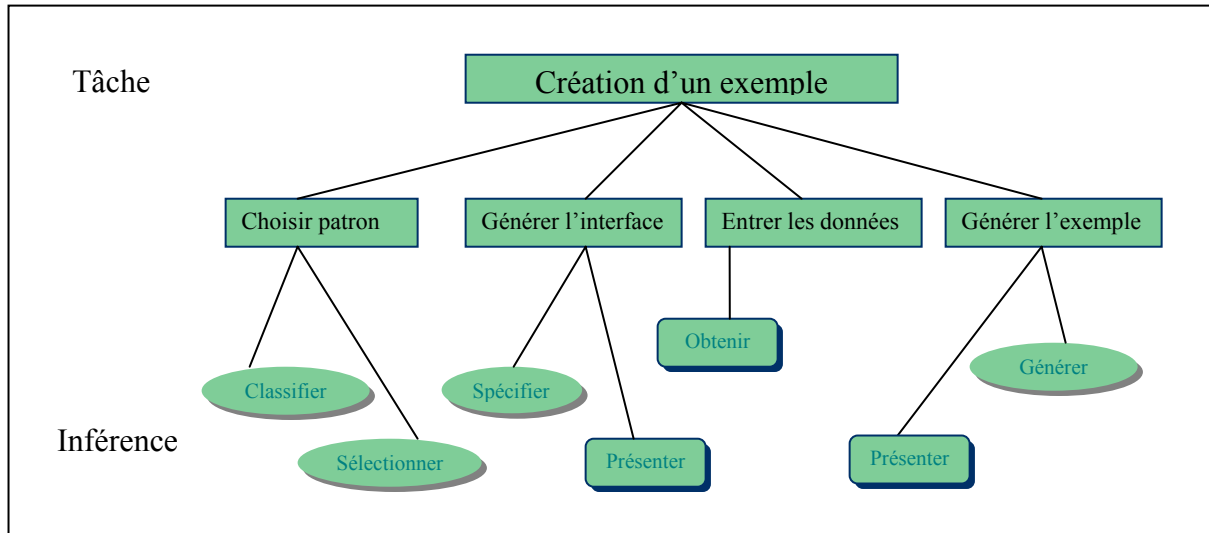 Tâche
Création d'un exemple
Choisir patron
Générer l'interface
Entrer les données
Générer l'exemple
Obtenir
Classifier
Spécifier
Générer
Inférence
Sélectionner
Présenter
Présenter